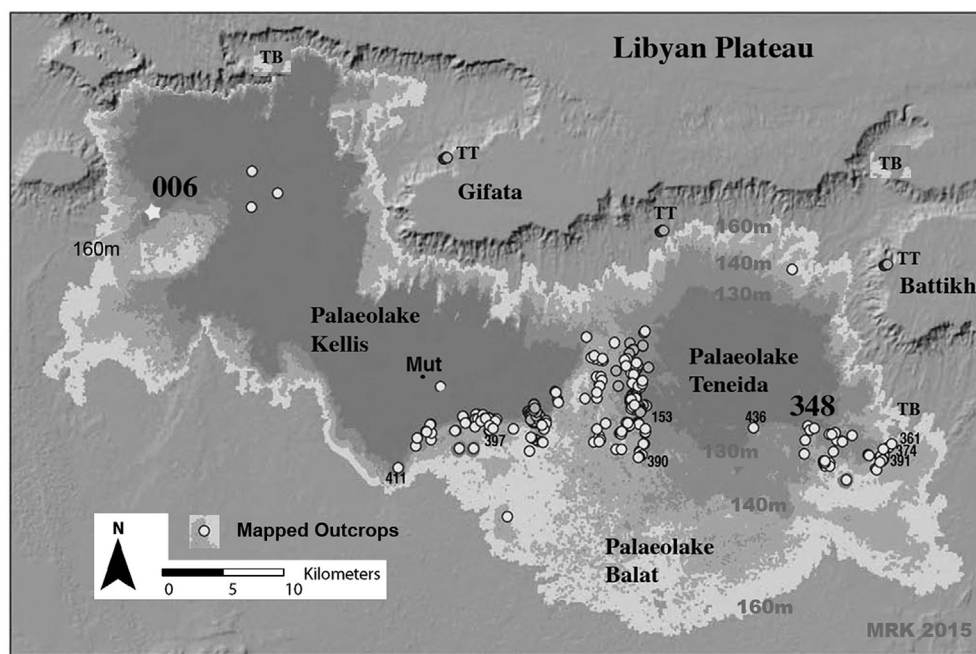 Libyan Plateau
TB
TT
TB
006
Gifata
TT
160m
160m
140m
TT
130m
Battikh
Palaeolake
Kellis
Mut
Palaeolake
Teneida
348
TB
153
436
361
397
374
130m
390
391
411
140m
N
Mapped Outcrops
Palaeolake
Balat
0 5 10 Kilometers
160m
MRK 2015